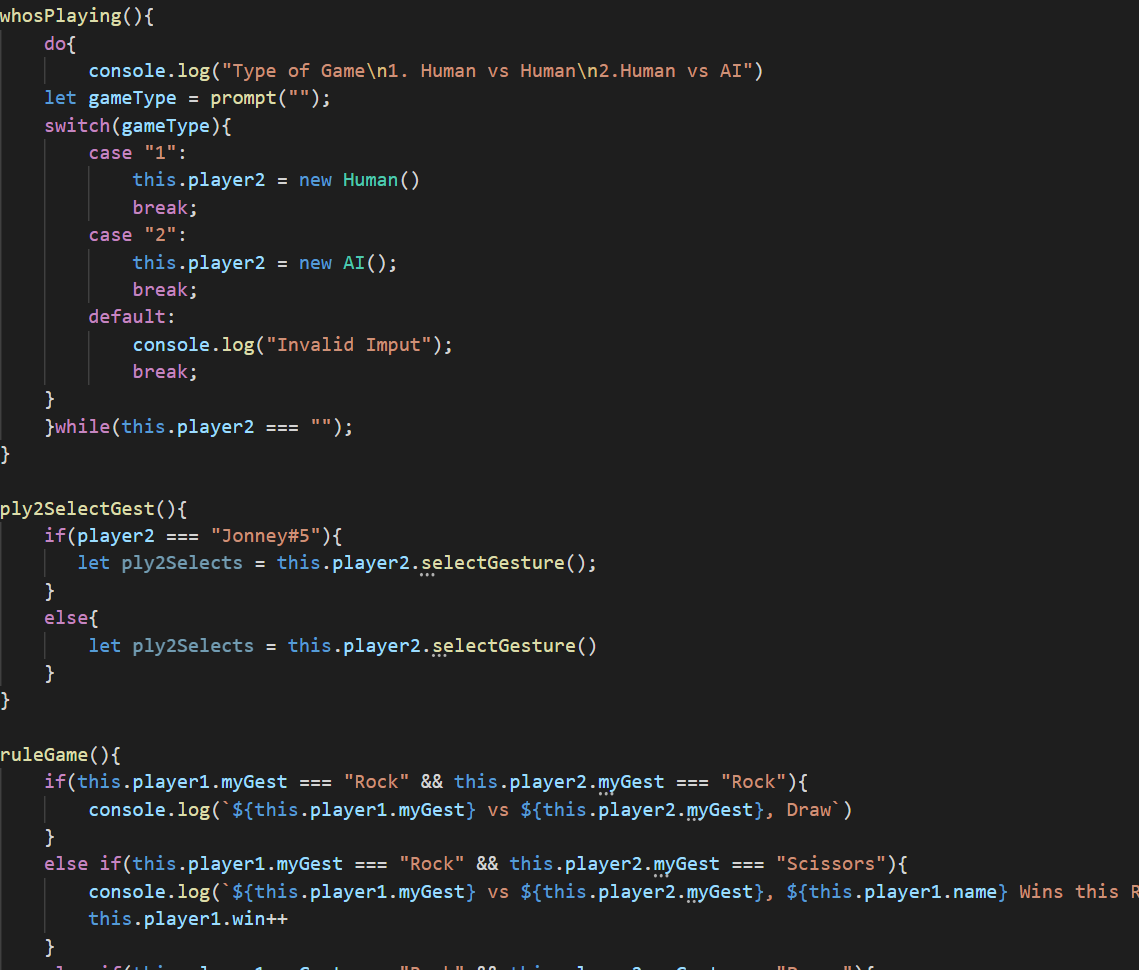 whosPlaying(){
    do{
        console.log("Type of Game\n1. Human vs Human\n2.Human vs AI")
    let gameType = prompt("");
    switch(gameType){
        case "1":
            this.player2 = new Human()
            break;
        case "2":
            this.player2 = new AI();
            break;
        default:
            console.log("Invalid Imput");
            break;
    }
    }while(this.player2 === "");
}

ply2SelectGest(){
    if(player2 === "Jonney#5"){
       let ply2Selects = this.player2.selectGesture();
    }
    else{
        let ply2Selects = this.player2.selectGesture()
    }
}

ruleGame(){
    if(this.player1.myGest === "Rock" && this.player2.myGest === "Rock"){
        console.log(`${this.player1.myGest} vs ${this.player2.myGest}, Draw`)
    }
    else if(this.player1.myGest === "Rock" && this.player2.myGest === "Scissors"){
        console.log(`${this.player1.myGest} vs ${this.player2.myGest}, ${this.player1.name} Wins this
        this.player1.win++
    }